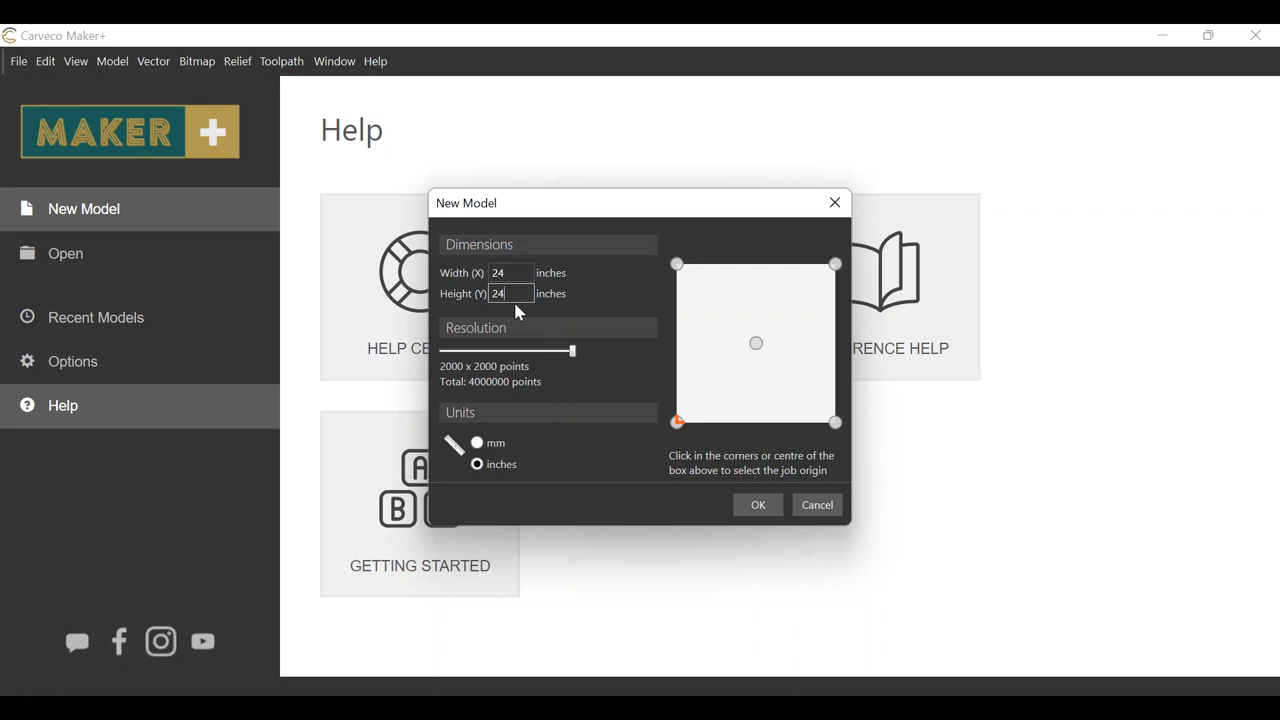 Carveco Maker+
File Edit View Model Vector Bitmap Relief Toolpath Window Help
MAKER +
New Model
Open
Recent Models
Options
Help
Help
HELP CE
RENCE HELP
A
B
GETTING STARTED
New Model
Dimensions
Width (X) 24 inches
Height (Y) 24 inches
Resolution
2000 x 2000 points
Total: 4000000 points
Units
mm
inches
Click in the corners or centre of the
box above to select the job origin
OK Cancel